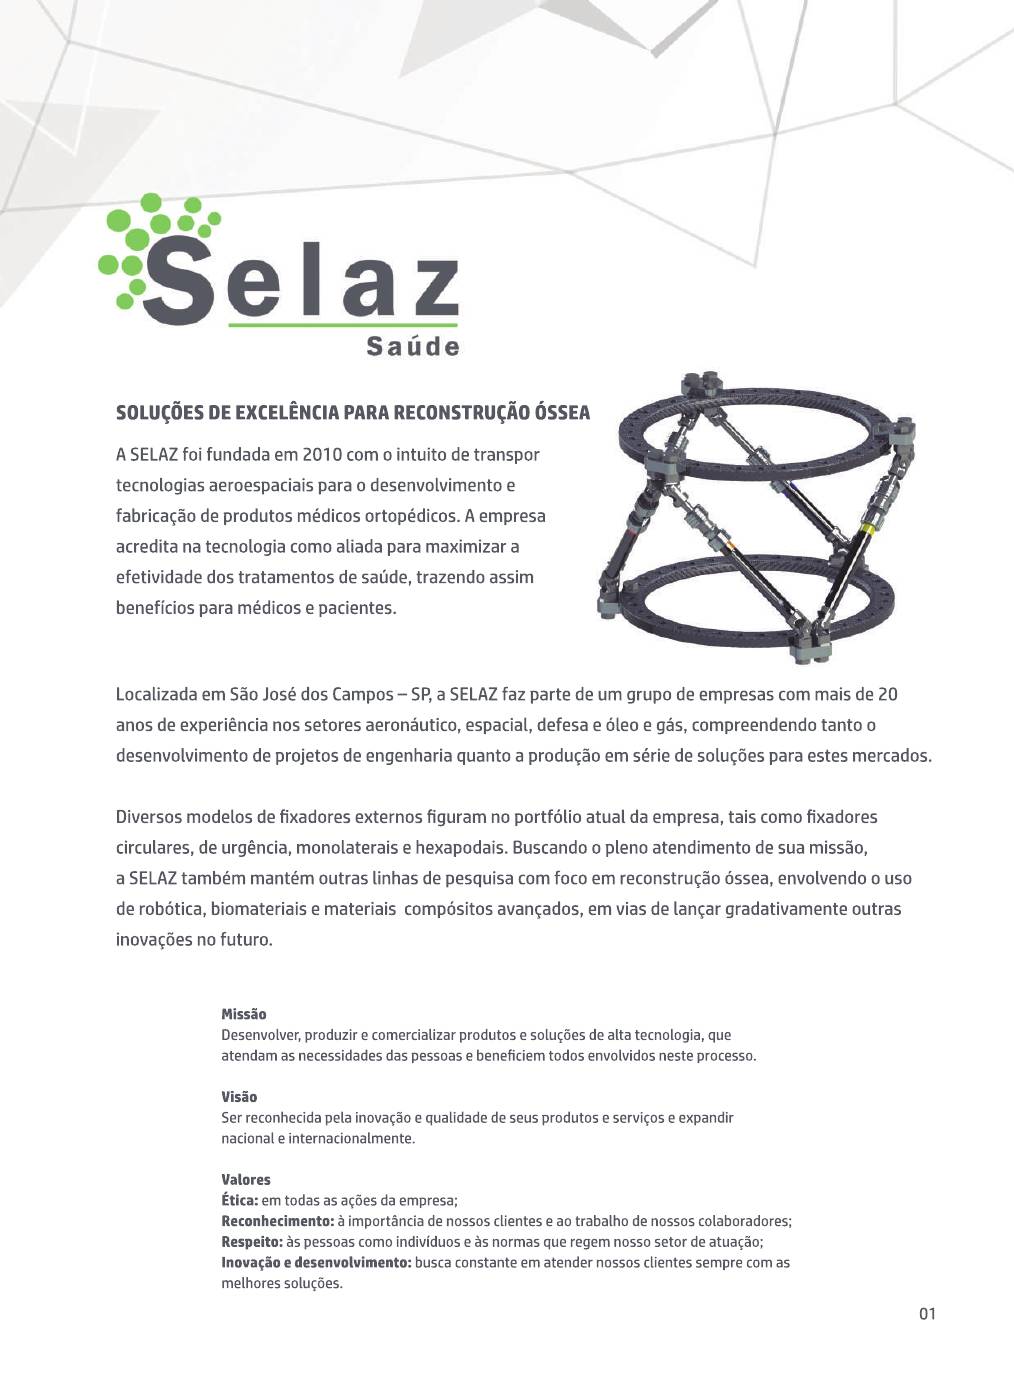 Selaz
Saúde
SOLUÇÕES DE EXCELÊNCIA PARA RECONSTRUÇÃO ÓSSEA
A SELAZ foi fundada em 2010 com o intuito de transpor
tecnologias aeroespaciais para o desenvolvimento e
fabricação de produtos médicos ortopédicos. A empresa
acredita na tecnologia como aliada para maximizar a
efetividade dos tratamentos de saúde, trazendo assim
benefícios para médicos e pacientes.
Localizada em São José dos Campos – SP, a SELAZ faz parte de um grupo de empresas com mais de 20
anos de experiência nos setores aeronáutico, espacial, defesa e óleo e gás, compreendendo tanto o
desenvolvimento de projetos de engenharia quanto a produção em série de soluções para estes mercados.
Diversos modelos de fixadores externos figuram no portfólio atual da empresa, tais como fixadores
circulares, de urgência, monolaterais e hexapodais. Buscando o pleno atendimento de sua missão,
a SELAZ também mantém outras linhas de pesquisa com foco em reconstrução óssea, envolvendo o uso
de robótica, biomateriais e materiais compósitos avançados, em vias de lançar gradativamente outras
inovações no futuro.
Missão
Desenvolver, produzir e comercializar produtos e soluções de alta tecnologia, que
atendam as necessidades das pessoas e beneficiem todos envolvidos neste processo.
Visão
Ser reconhecida pela inovação e qualidade de seus produtos e serviços e expandir
nacional e internacionalmente.
Valores
Ética: em todas as ações da empresa;
Reconhecimento: à importância de nossos clientes e ao trabalho de nossos colaboradores;
Respeito: às pessoas como indivíduos e às normas que regem nosso setor de atuação;
Inovação e desenvolvimento: busca constante em atender nossos clientes sempre com as
melhores soluções.
01